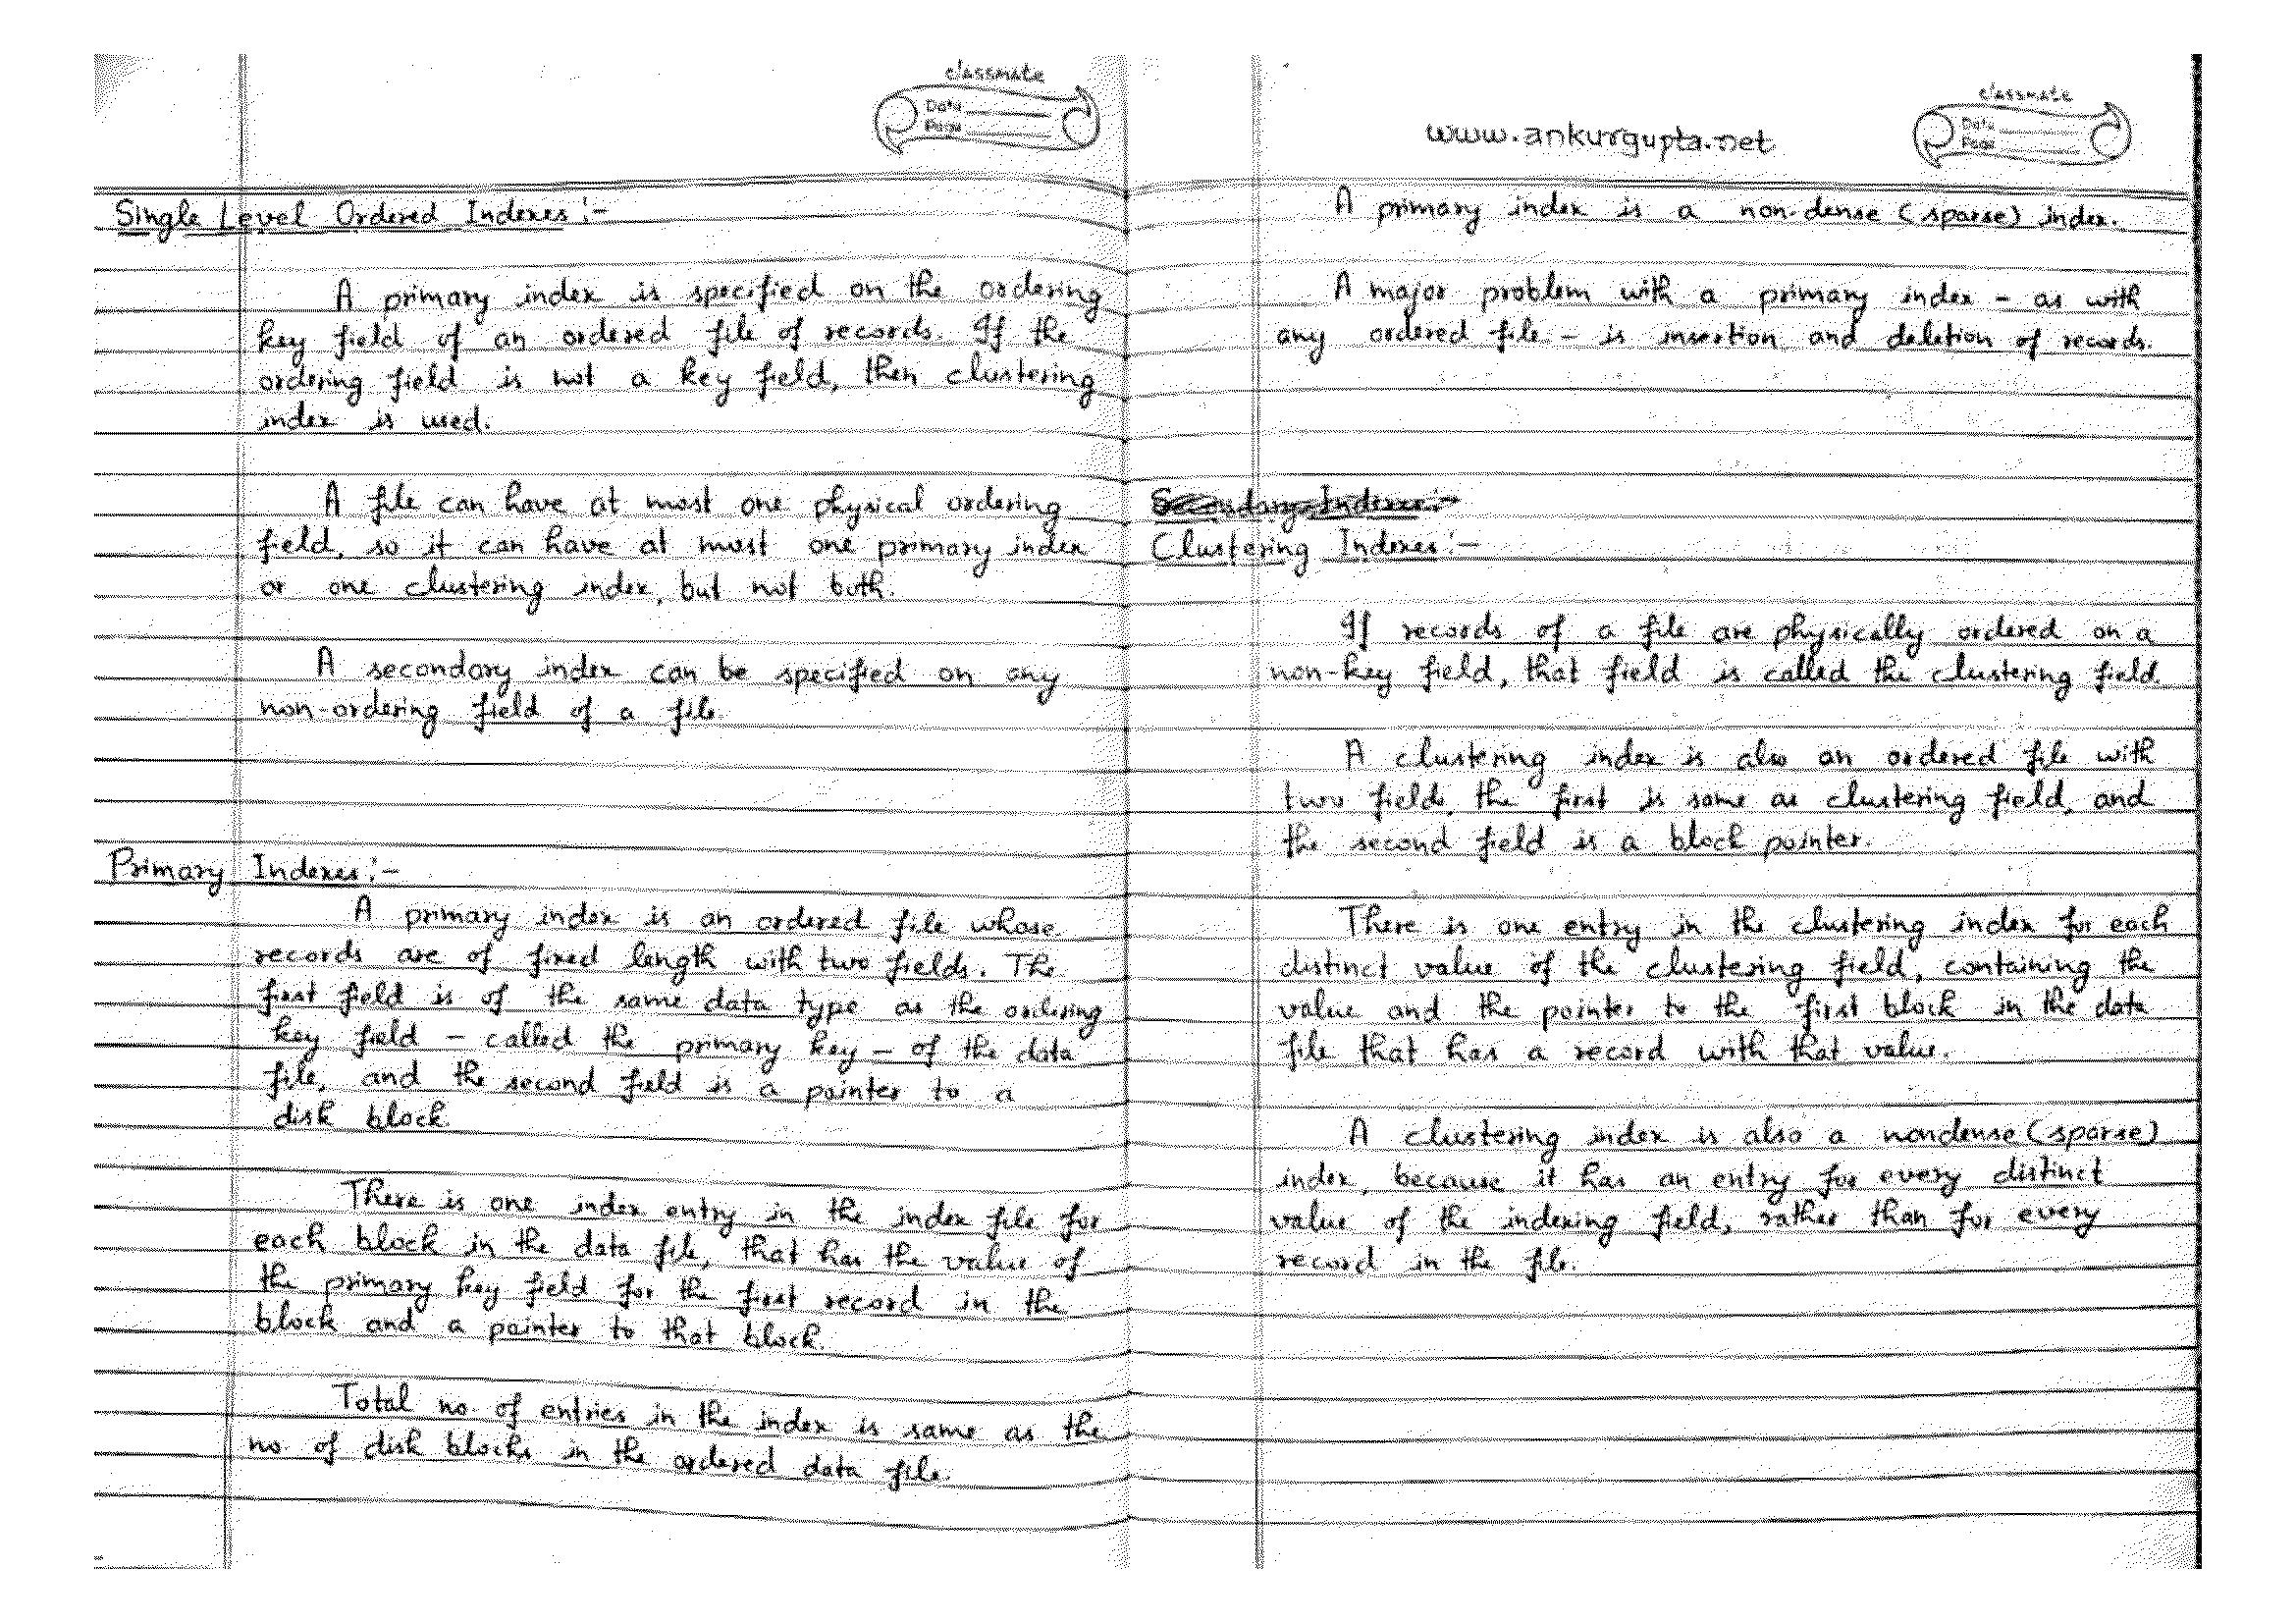 classmate
Date
Page
Single Level Ordered Indexes :-
A primary index is specified on the ordering
key field of an ordered file of records. If the
ordering field is not a key field, then clustering
index is used.
A file can have at most one physical ordering
field, so it can have at most one primary index
or one clustering index, but not both.
A secondary index can be specified on any
non-ordering field of a file.
Primary Indexes :-
A primary index is an ordered file whose
records are of fixed length with two fields. The
first field is of the same data type as the ordering
key field - called the primary key - of the data
file, and the second field is a pointer to a
disk block.
There is one index entry in the index file for
each block in the data file, that has the value of
the primary key field for the first record in the
block and a pointer to that block.
Total no. of entries in the index is same as the
no. of disk blocks in the ordered data file.
classmate
Date
Page
www.ankurgupta.net
A primary index is a non-dense (sparse) index.
A major problem with a primary index - as with
any ordered file - is insertion and deletion of records.
Secondary Indexes :-
Clustering Indexes :-
If records of a file are physically ordered on a
non-key field, that field is called the clustering field.
A clustering index is also an ordered file with
two fields, the first is same as clustering field, and
the second field is a block pointer.
There is one entry in the clustering index for each
distinct value of the clustering field, containing the
value and the pointer to the first block in the data
file that has a record with that value.
A clustering index is also a nondense (sparse)
index, because it has an entry for every distinct
value of the indexing field, rather than for every
record in the file.